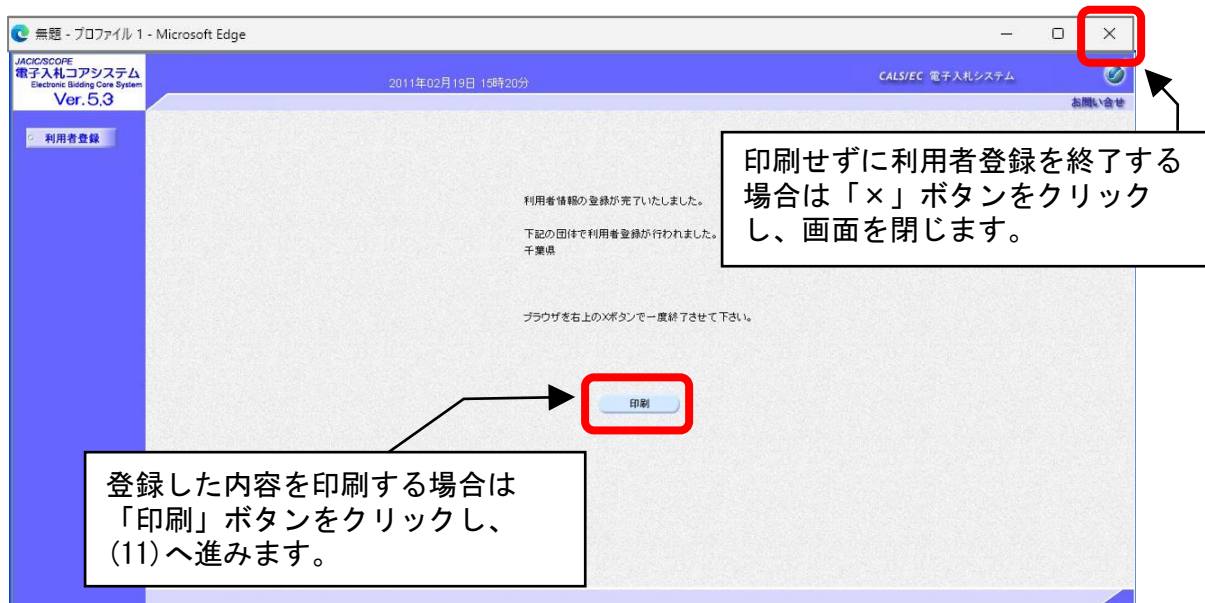 無題 - プロファイル 1 - Microsoft Edge
JACIC/SCOPE
電子入札コアシステム
Electronic Bidding Core System
Ver.5,3
2011年02月19日 15時20分
CALS/EC 電子入札システム
お問い合せ
利用者登録
印刷せずに利用者登録を終了する
場合は「×」ボタンをクリック
し、画面を閉じます。
利用者情報の登録が完了いたしました。
下記の団体で利用者登録が行われました。
千葉県
ブラウザを右上の×ボタンで一度終了させて下さい。
印刷
登録した内容を印刷する場合は
「印刷」ボタンをクリックし、
(11)へ進みます。